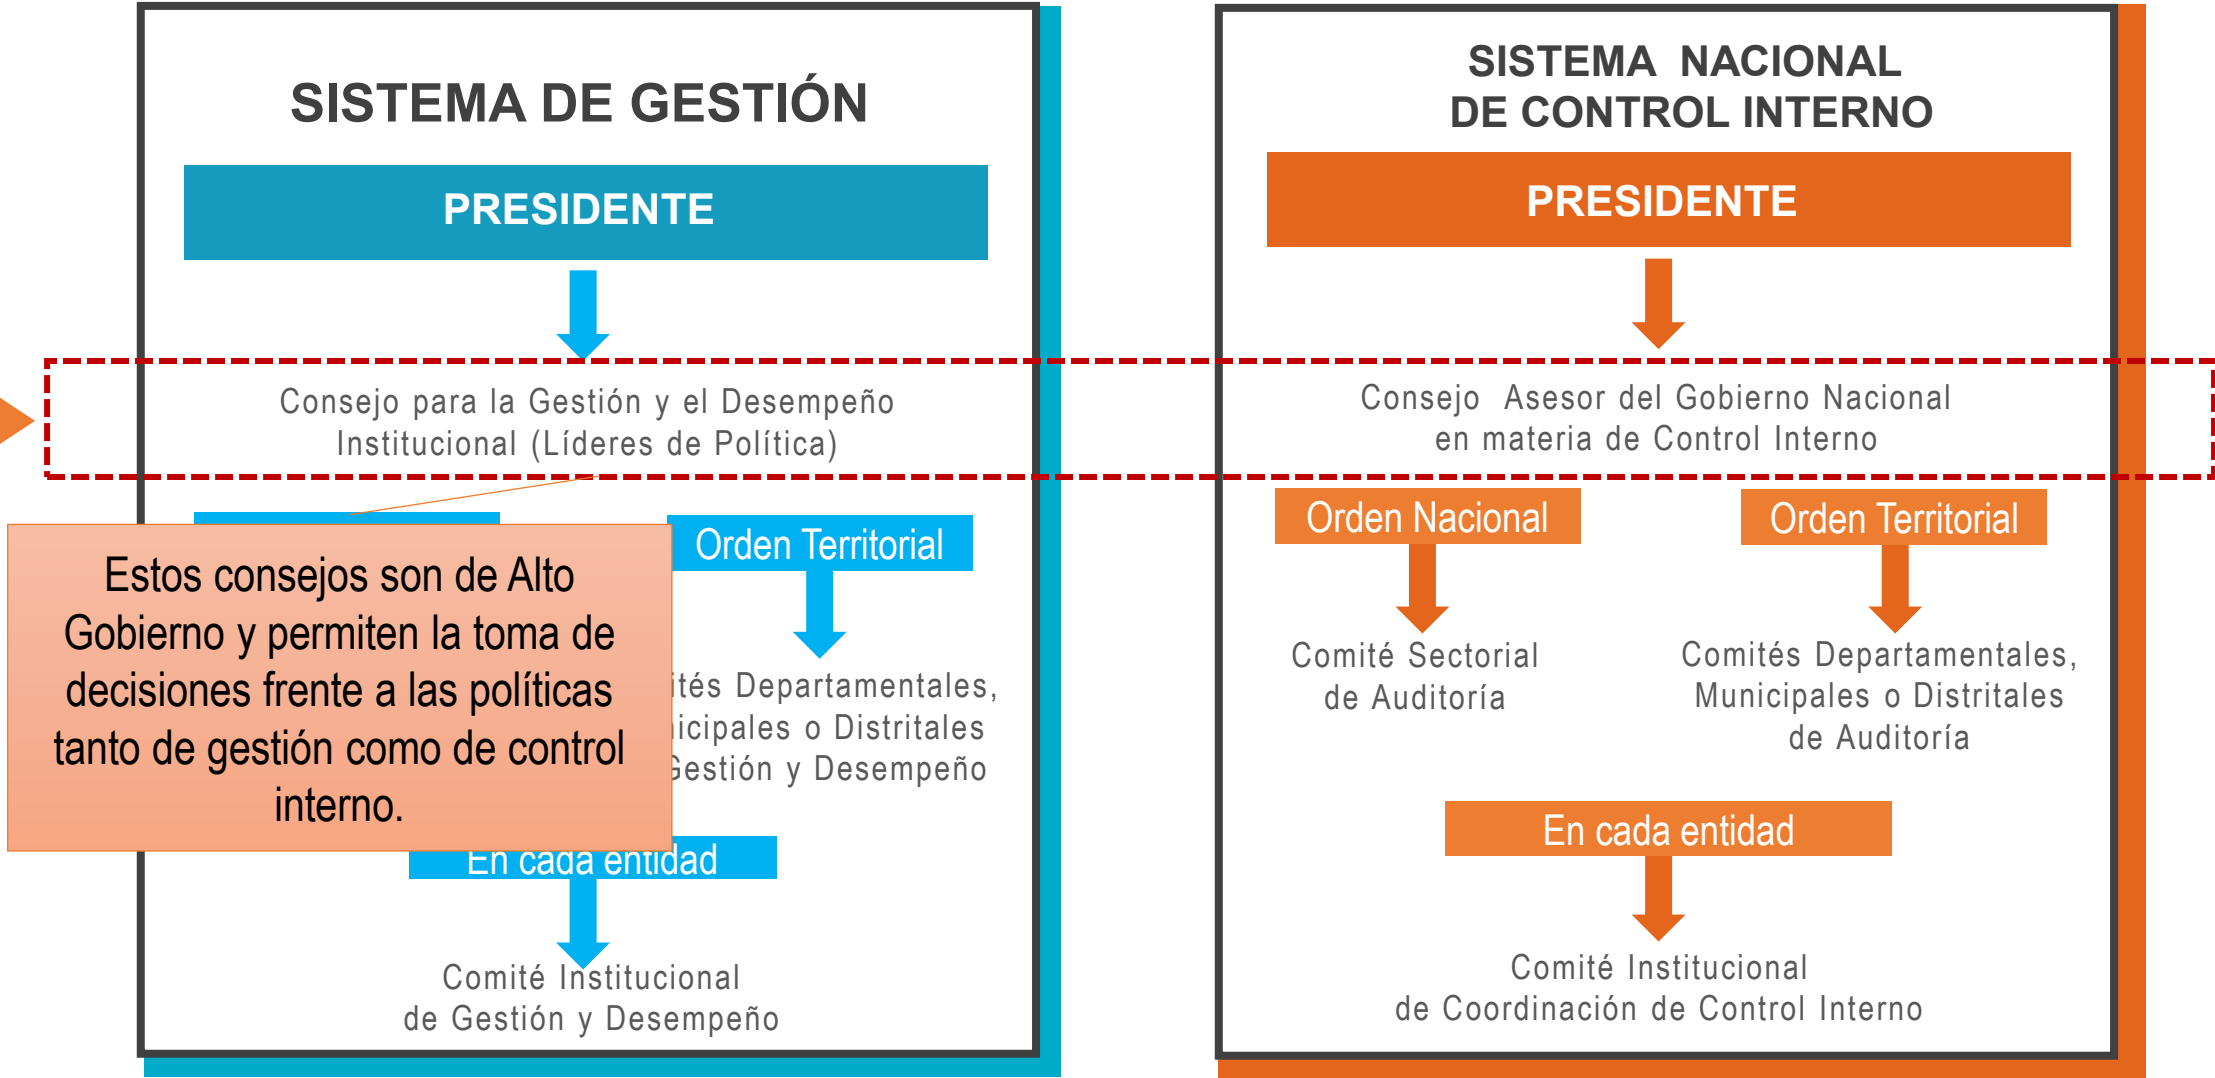 SISTEMA DE GESTIÓN
PRESIDENTE
Consejo para la Gestión y el Desempeño
Institucional (Líderes de Política)
Estos consejos son de Alto
Gobierno y permiten la toma de
decisiones frente a las políticas
tanto de gestión como de control
interno.
Orden Territorial
Departamentales,
o Distritales
y Desempeño
En cada entidad
Comité Institucional
de Gestión y Desempeño
SISTEMA NACIONAL
DE CONTROL INTERNO
PRESIDENTE
Consejo Asesor del Gobierno Nacional
en materia de Control Interno
Orden Nacional
Comité Sectorial
de Auditoría
Orden Territorial
Comités Departamentales,
Municipales o Distritales
de Auditoría
En cada entidad
Comité Institucional
de Coordinación de Control Interno